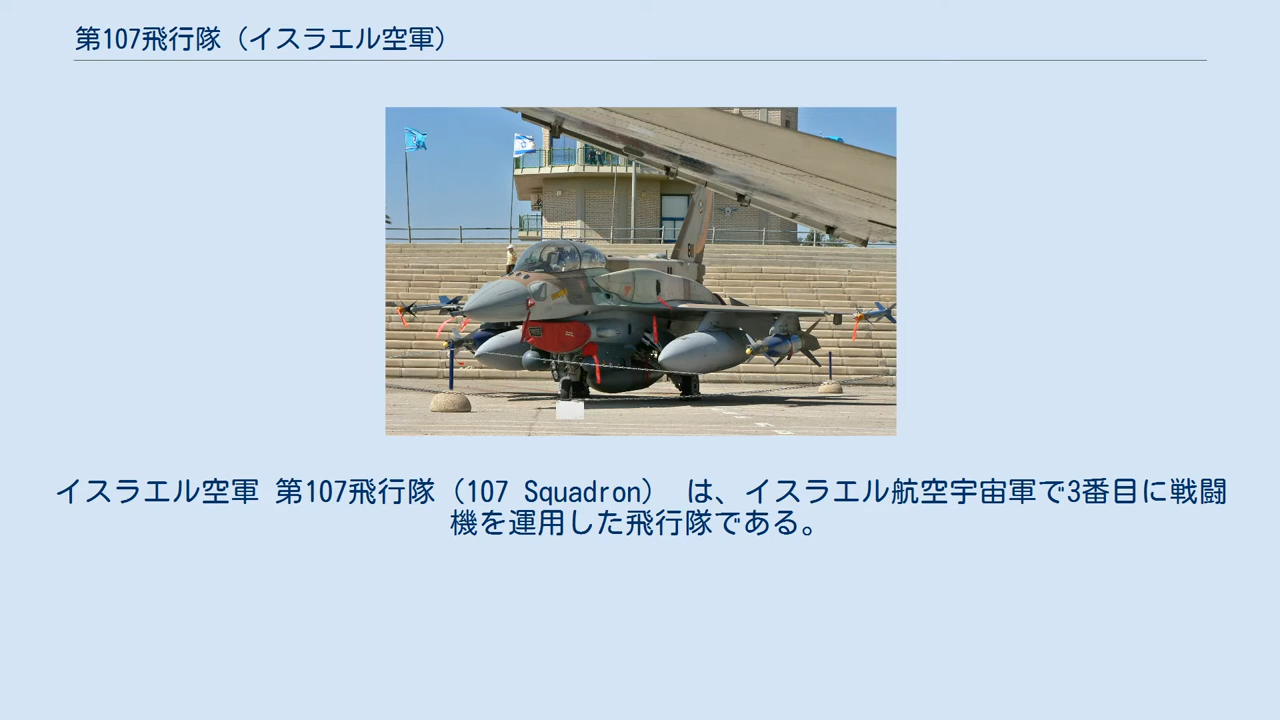 第107飛行隊（イスラエル空軍）
イスラエル空軍 第107飛行隊（107 Squadron） は、イスラエル航空宇宙軍で3番目に戦闘
機を運用した飛行隊である。